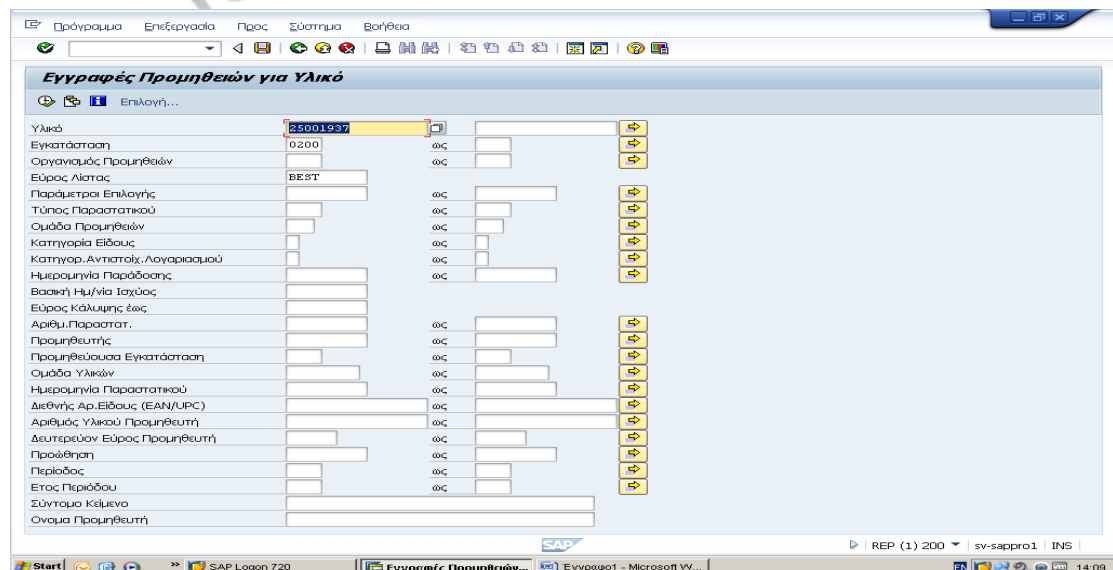 Πρόγραμμα Επεξεργασία Προς Σύστημα Βοήθεια
Εγγραφές Προμηθειών για Υλικό
Επιλογή...
Υλικό 25001937
Εγκατάσταση 0200 ως
Οργανισμός Προμηθειών ως
Εύρος Λίστας BEST
Παράμετροι Επιλογής ως
Τύπος Παραστατικού ως
Ομάδα Προμηθειών ως
Κατηγορία Είδους ως
Κατηγορ.Αντιστοίχ.Λογαριασμού ως
Ημερομηνία Παράδοσης ως
Βασική Ημ/νία Ισχύος
Εύρος Κάλυψης έως
Αριθμ.Παραστατ. ως
Προμηθευτής ως
Προμηθεύουσα Εγκατάσταση ως
Ομάδα Υλικών ως
Ημερομηνία Παραστατικού ως
Διεθνής Αρ.Είδους (EAN/UPC) ως
Αριθμός Υλικού Προμηθευτή ως
Δευτερεύον Εύρος Προμηθευτή ως
Προώθηση ως
Περίοδος ως
Ετος Περιόδου ως
Σύντομο Κείμενο
Ονομα Προμηθευτή
SAP REP (1) 200 sv-sappro1 INS
Start SAP Logon 720 Εγγραφές Προμηθειών... Έγγραφο1 - Microsoft W... EN 14:09